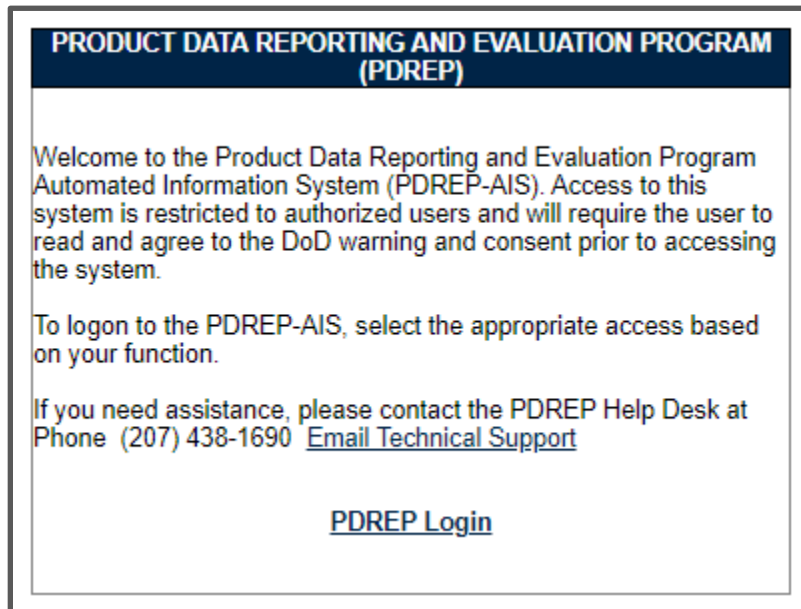 PRODUCT DATA REPORTING AND EVALUATION PROGRAM
(PDREP)
Welcome to the Product Data Reporting and Evaluation Program
Automated Information System (PDREP-AIS). Access to this
system is restricted to authorized users and will require the user to
read and agree to the DoD warning and consent prior to accessing
the system.
To logon to the PDREP-AIS, select the appropriate access based
on your function.
If you need assistance, please contact the PDREP Help Desk at
Phone (207) 438-1690 Email Technical Support
PDREP Login